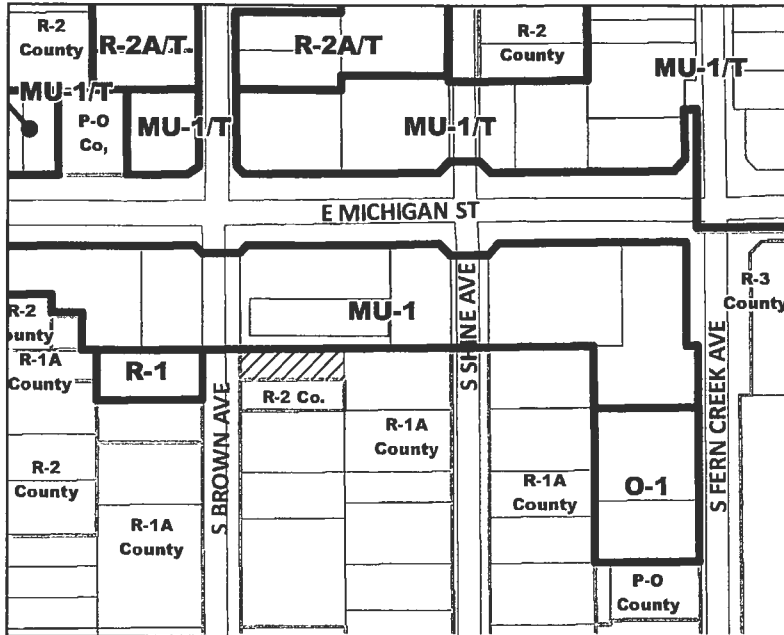 R-2
County
R-2A/T
R-2A/T
R-2
County
MU-1/T
MU-1/T
P-O
Co,
MU-1/T
MU-1/T
E MICHIGAN ST
S SHINE AVE
R-3
County
MU-1
R-2
R-1A
County
R-1
S BROWN AVE
S FERN CREEK AVE
R-2 Co.
R-1A
County
R-2
County
R-1A
County
O-1
R-1A
County
P-O
County